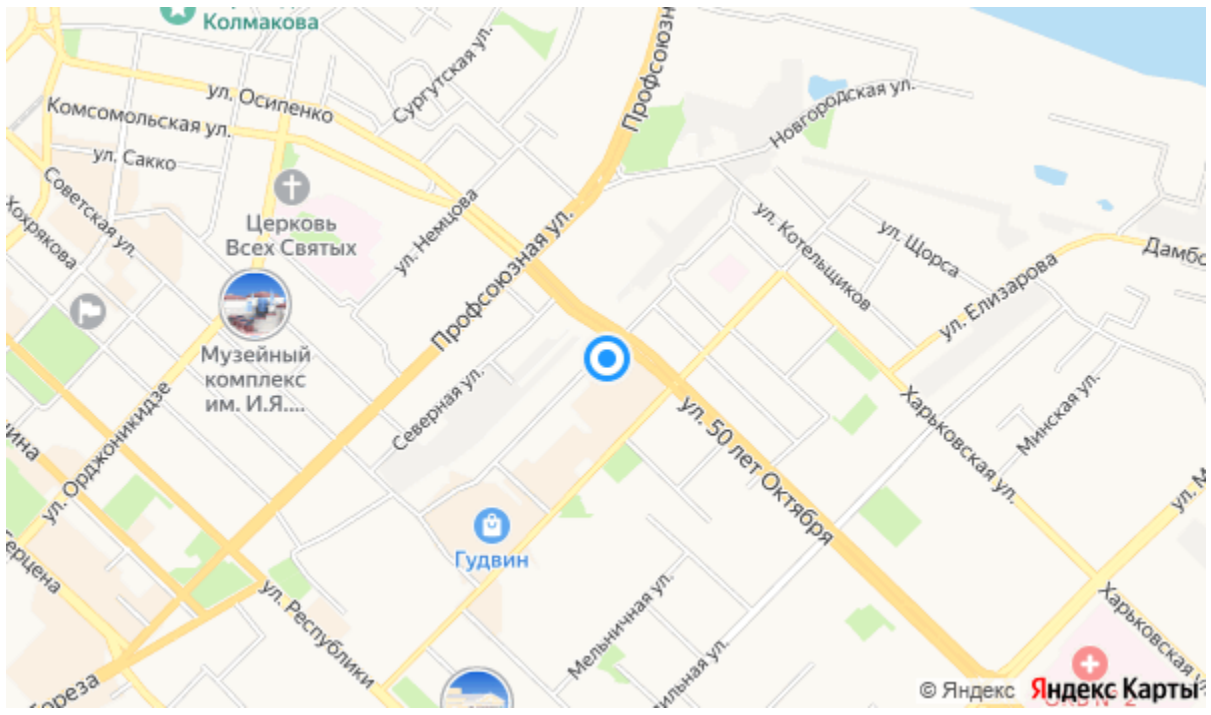 Колмакова
Сургутская ул.
Профсоюзн
ул. Осипенко
Новгородская ул.
Комсомольская ул.
ул. Сакко
Советская ул.
Хохрякова
Церковь
Всех Святых
ул. Немцова
Профсоюзная ул.
ул. Котельщиков
ул. Щорса
Дамбо
ул. Елизарова
Музейный
комплекс
им. И.Я....
Северная ул.
ул. Орджоникидзе
ул. 50 лет Октября
Харьковская ул.
Минская ул.
ул. М
Гудвин
Герцена
ул. Республики
Мельничная ул.
Харьковская
© Яндекс Яндекс Карты